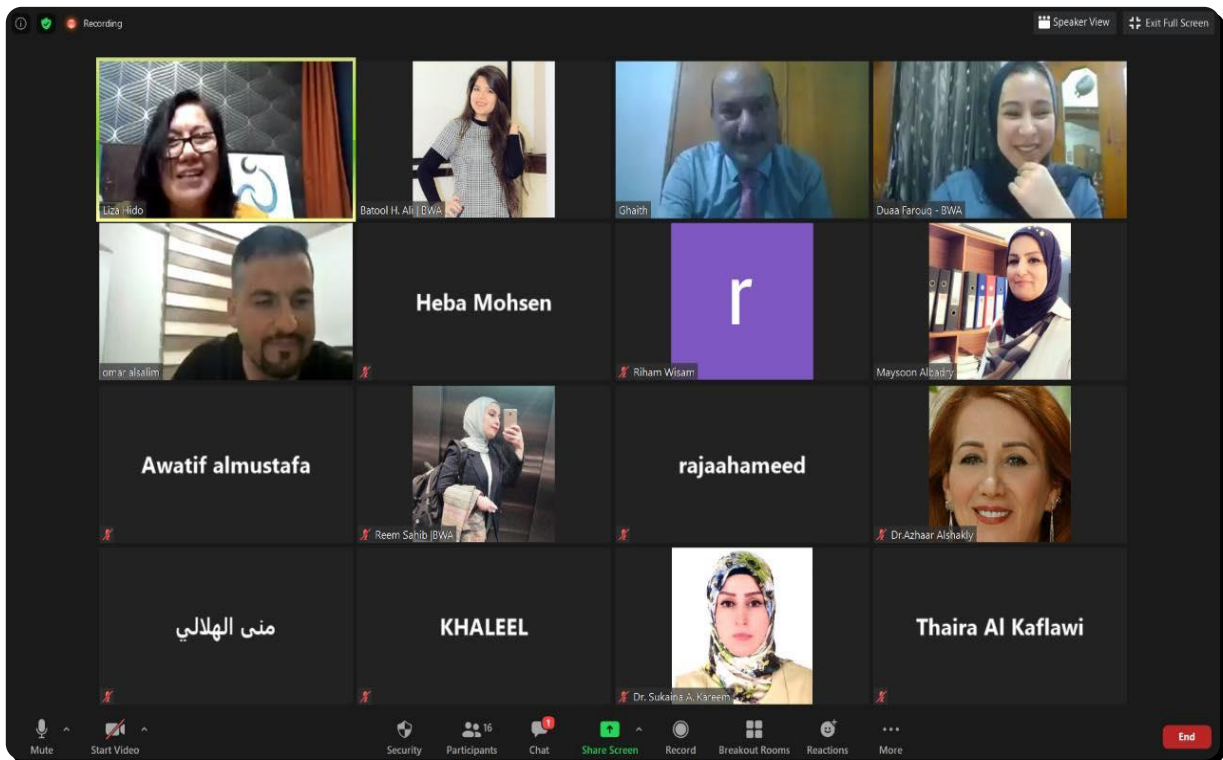 Recording
Speaker View
Exit Full Screen
Liza Hido
Batool H. Ali | BWA
Ghaith
Duaa Farouq - BWA
omar alsalim
Heba Mohsen
r
Riham Wisam
Maysoon Albadry
Awatif almustafa
Reem Sahib |BWA
rajaahameed
Dr.Azhaar Alshakly
منى الهلالي
KHALEEL
Dr. Sukaina A. Kareem
Thaira Al Kaflawi
Mute
Start Video
Security
16
Participants
1
Chat
Share Screen
Record
Breakout Rooms
Reactions
More
End